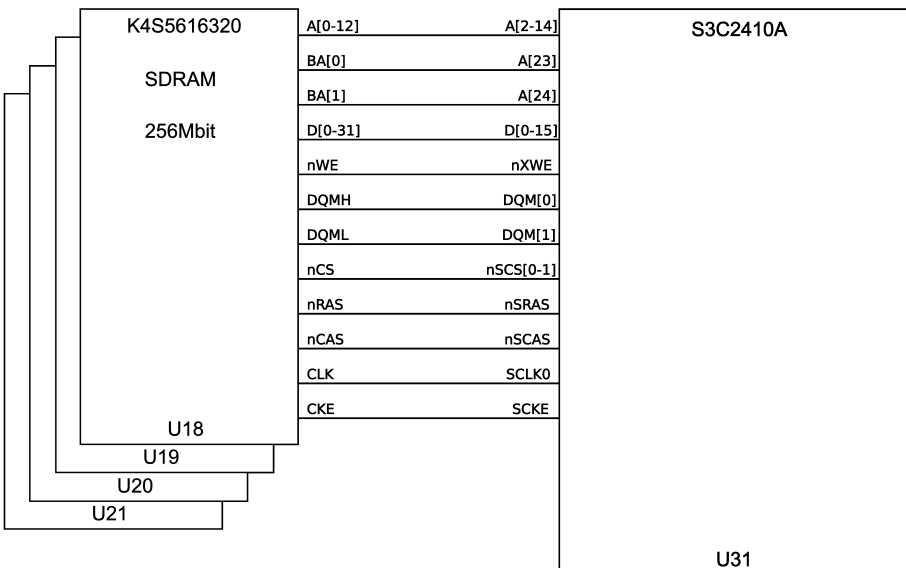 K4S5616320
SDRAM
256Mbit
A[0-12] A[2-14]
BA[0] A[23]
BA[1] A[24]
D[0-31] D[0-15]
nWE nXWE
DQMH DQM[0]
DQML DQM[1]
nCS nSCS[0-1]
nRAS nSRAS
nCAS nSCAS
CLK SCLK0
CKE SCKE
U18
U19
U20
U21
S3C2410A
U31